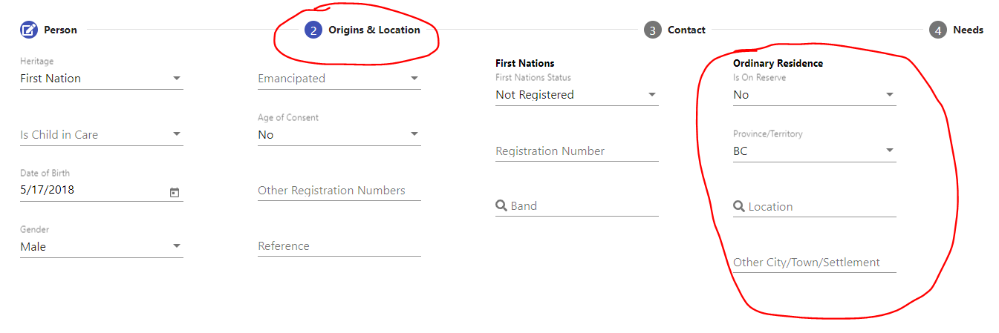 Person
2 Origins & Location
3 Contact
4 Needs
Heritage
First Nation
Is Child in Care
Date of Birth
5/17/2018
Gender
Male
Emancipated
Age of Consent
No
Other Registration Numbers
Reference
First Nations
First Nations Status
Not Registered
Registration Number
Band
Ordinary Residence
Is On Reserve
No
Province/Territory
BC
Location
Other City/Town/Settlement